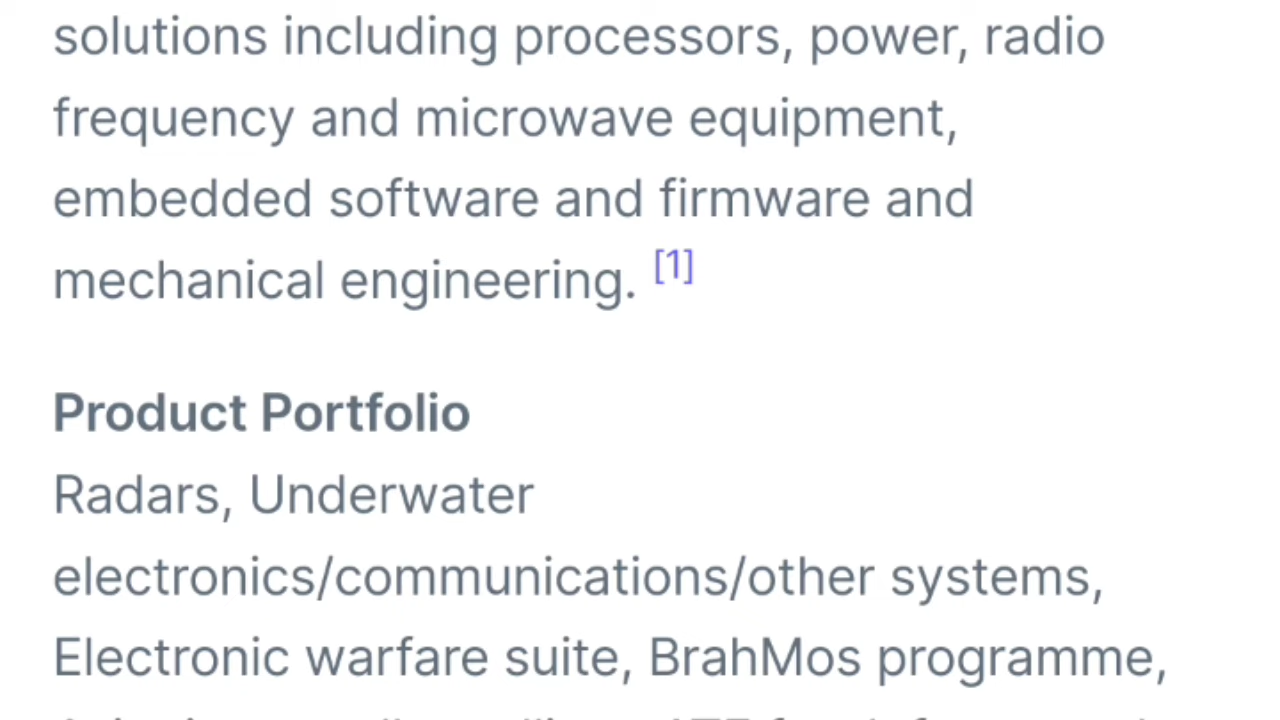 solutions including processors, power, radio
frequency and microwave equipment,
embedded software and firmware and
mechanical engineering. [1]
Product Portfolio
Radars, Underwater
electronics/communications/other systems,
Electronic warfare suite, BrahMos programme,